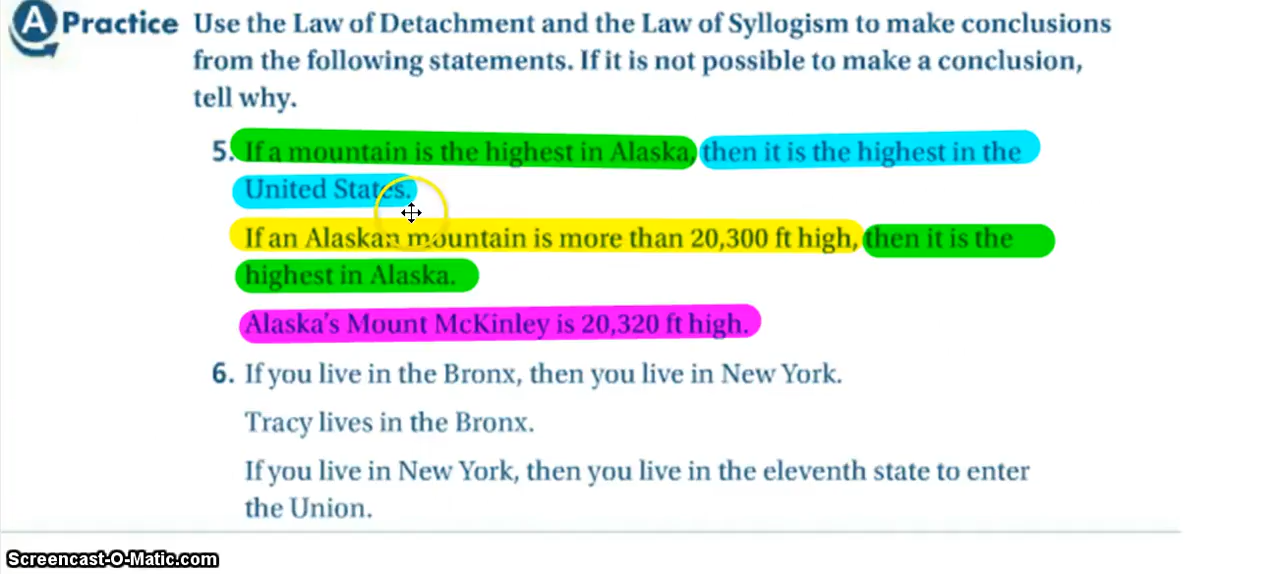 A Practice Use the Law of Detachment and the Law of Syllogism to make conclusions
from the following statements. If it is not possible to make a conclusion,
tell why.
5. If a mountain is the highest in Alaska, then it is the highest in the
United States.
If an Alaskan mountain is more than 20,300 ft high, then it is the
highest in Alaska.
Alaska's Mount McKinley is 20,320 ft high.
6. If you live in the Bronx, then you live in New York.
Tracy lives in the Bronx.
If you live in New York, then you live in the eleventh state to enter
the Union.
Screencast-O-Matic.com